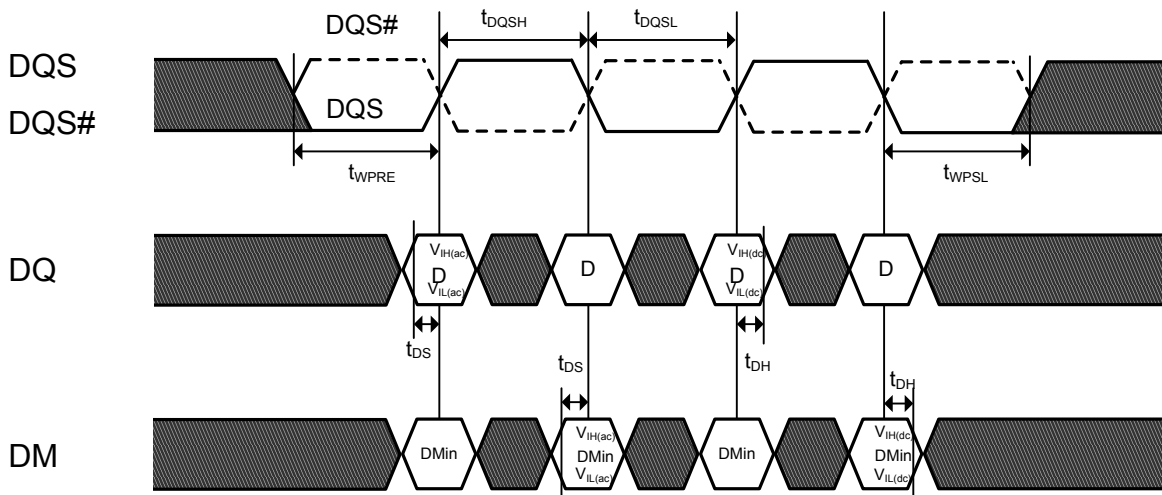 DQS#
tDQSH
tDQSL
DQS
DQS
DQS#
tWPRE
tWPSL
DQ
VIH(ac)
D
VIL(ac)
D
VIH(dc)
D
VIL(dc)
D
tDS
tDS
tDH
tDH
DM
DMin
VIH(ac)
DMin
VIL(ac)
DMin
VIH(dc)
DMin
VIL(dc)